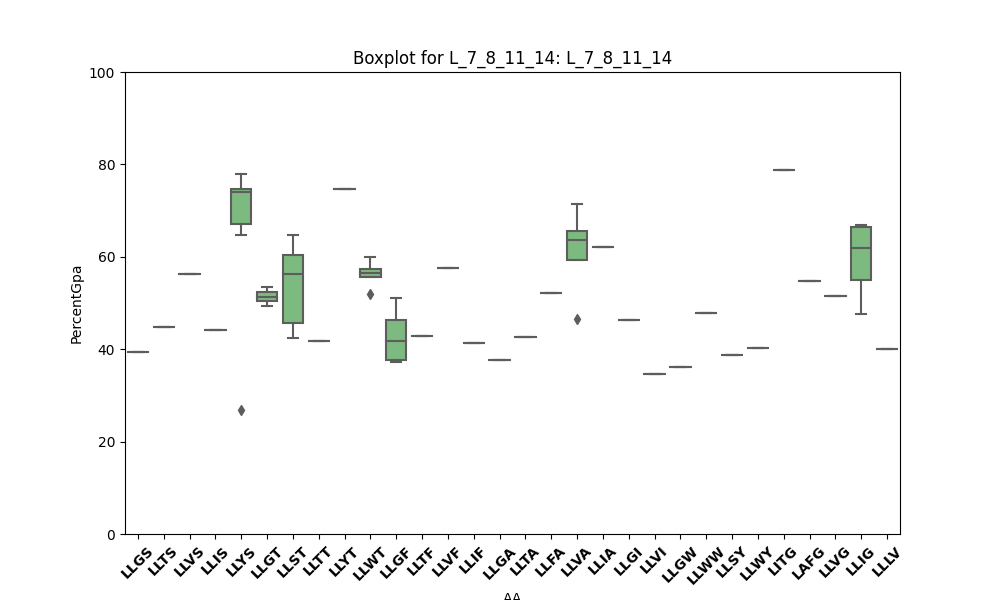 Boxplot for L_7_8_11_14: L_7_8_11_14
100
80
60
40
20
0
PercentGpa
LLGS LLTS LLVS LLIS LLYS LLGT LLST LLTT LLYT LLWT LLGF LLTF LLVF LLIF LLGA LLTA LLFA LLVA LLIA LLGI LLVI LLGW LLWW LLSY LLWY LITG LAFG LLVG LLIG LLLV
AA